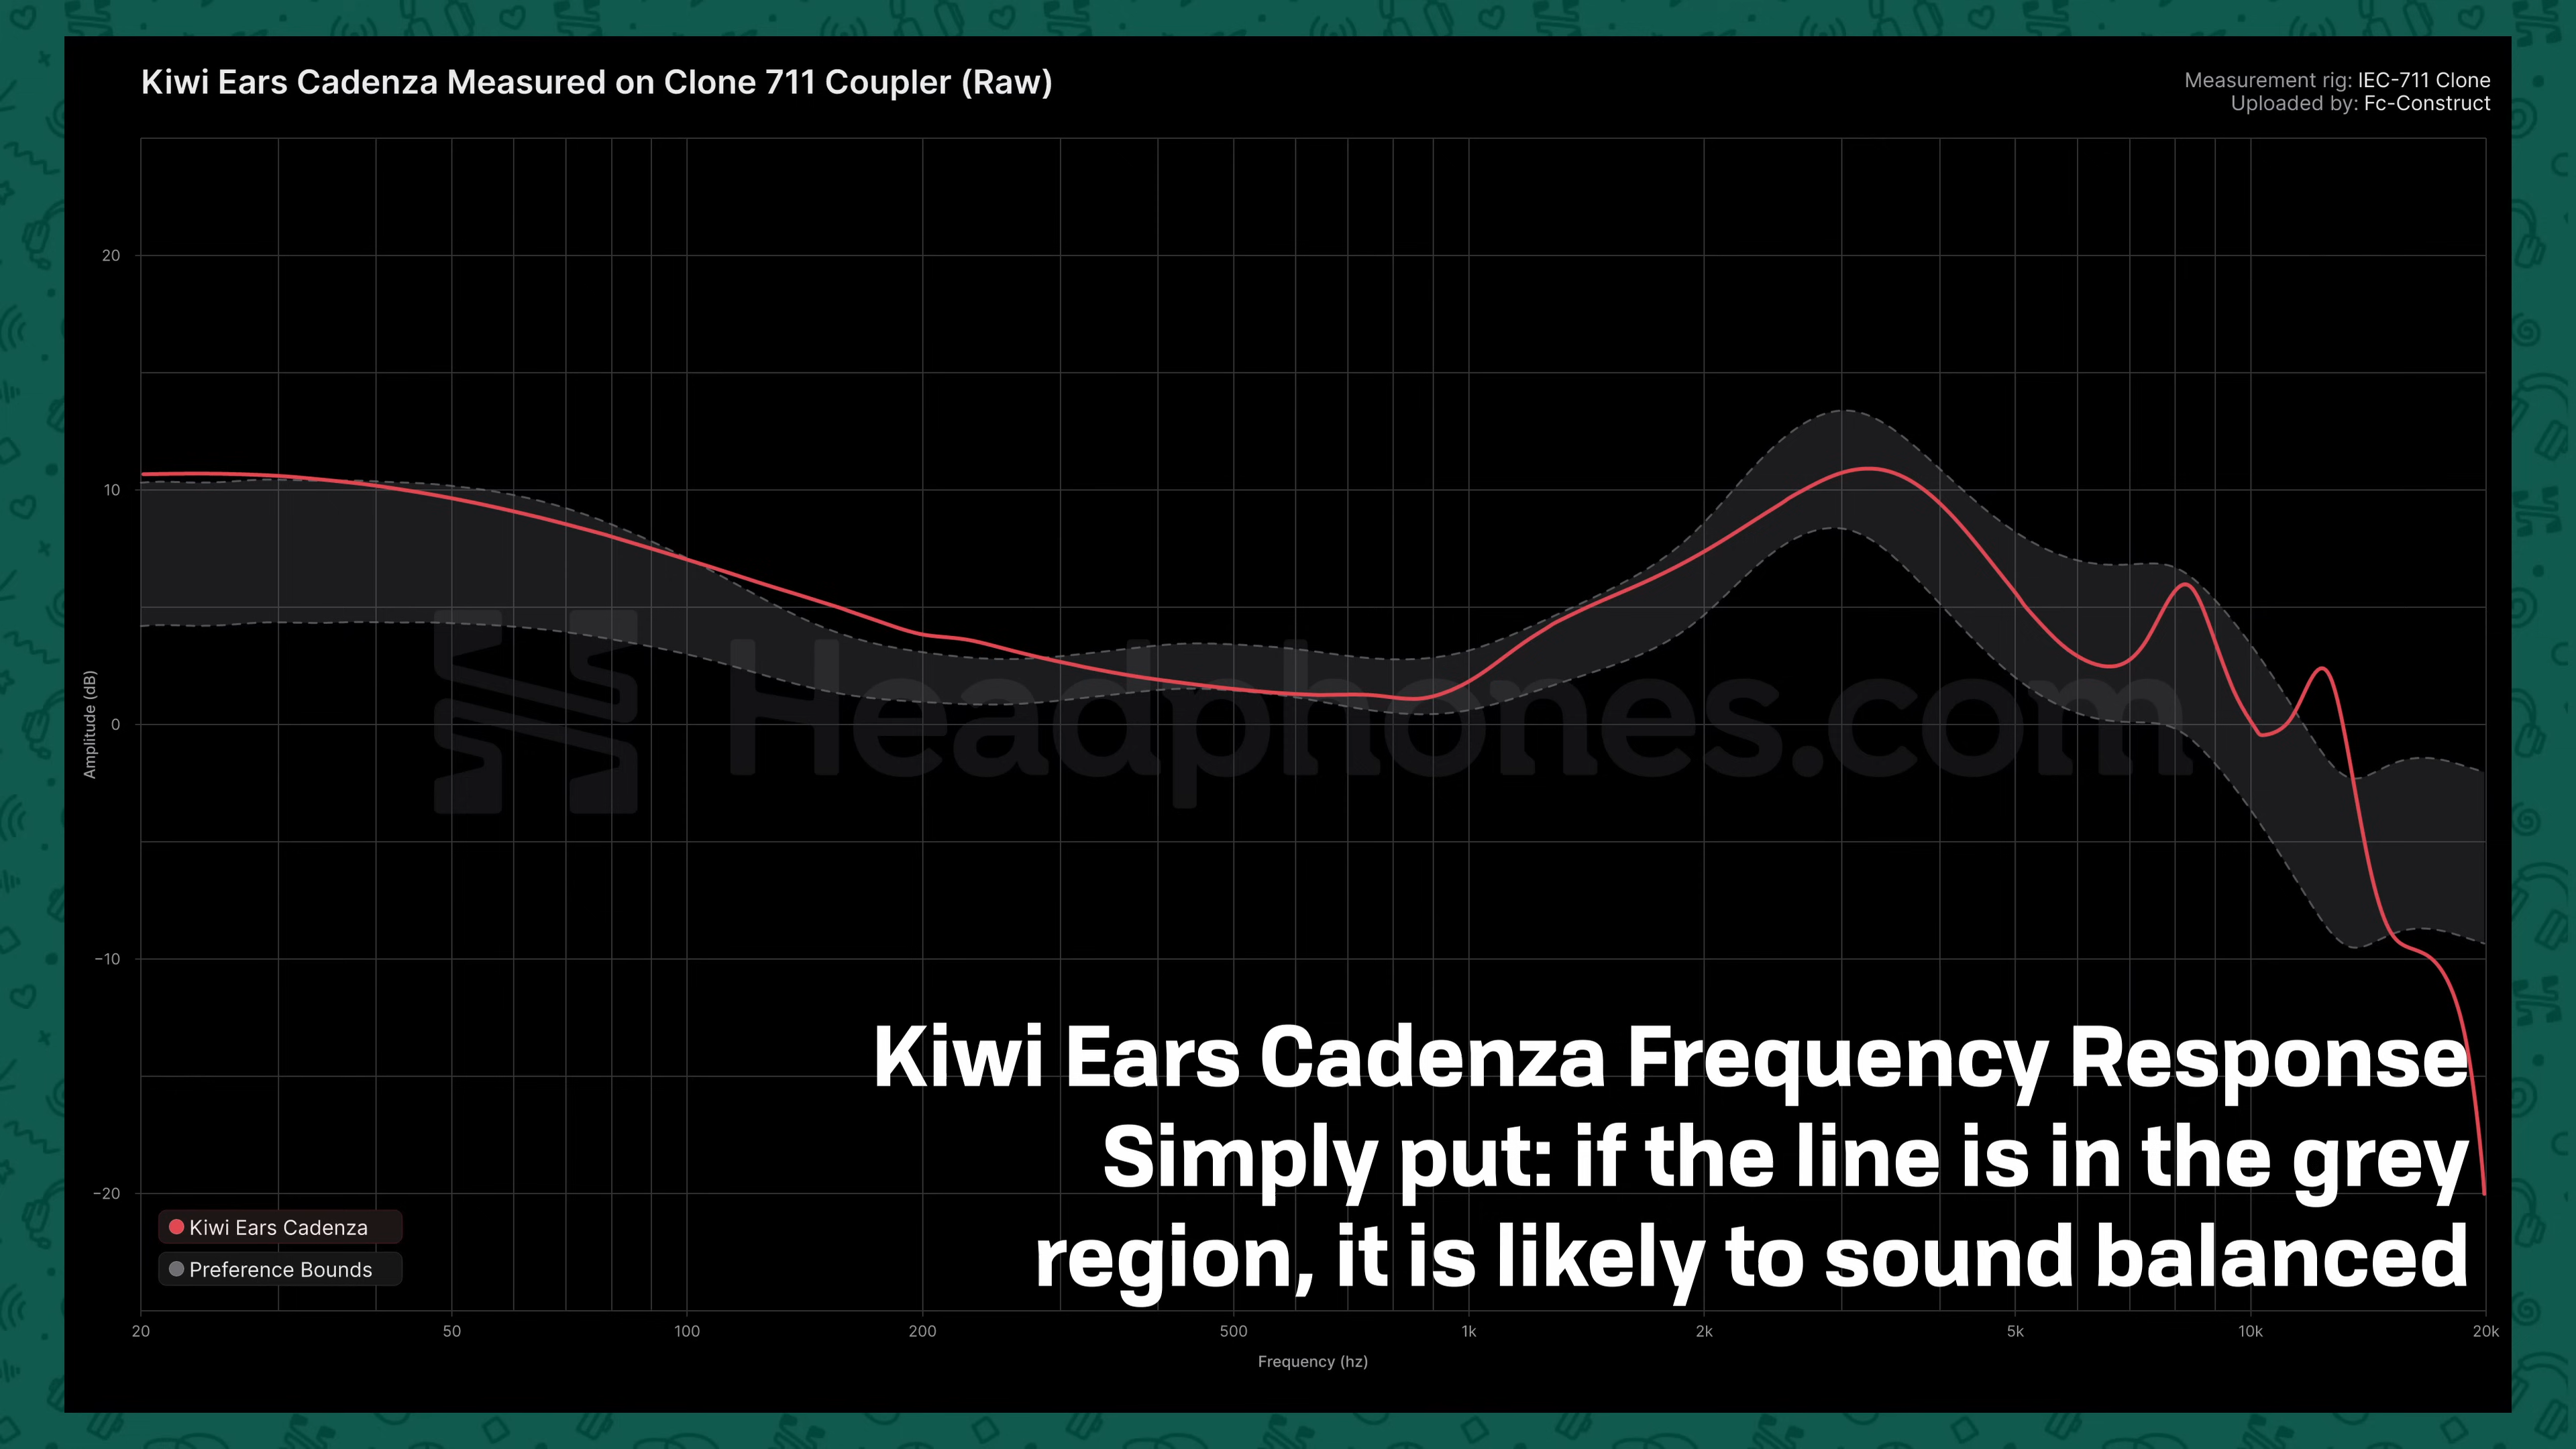 Kiwi Ears Cadenza Measured on Clone 711 Coupler (Raw)
Measurement rig: IEC-711 Clone
Uploaded by: Fc-Construct
20
10
0
−10
−20
Amplitude (dB)
Headphones.com
Kiwi Ears Cadenza Frequency Response
Simply put: if the line is in the grey
region, it is likely to sound balanced
Kiwi Ears Cadenza
Preference Bounds
20 50 100 200 500 1k 2k 5k 10k 20k
Frequency (hz)